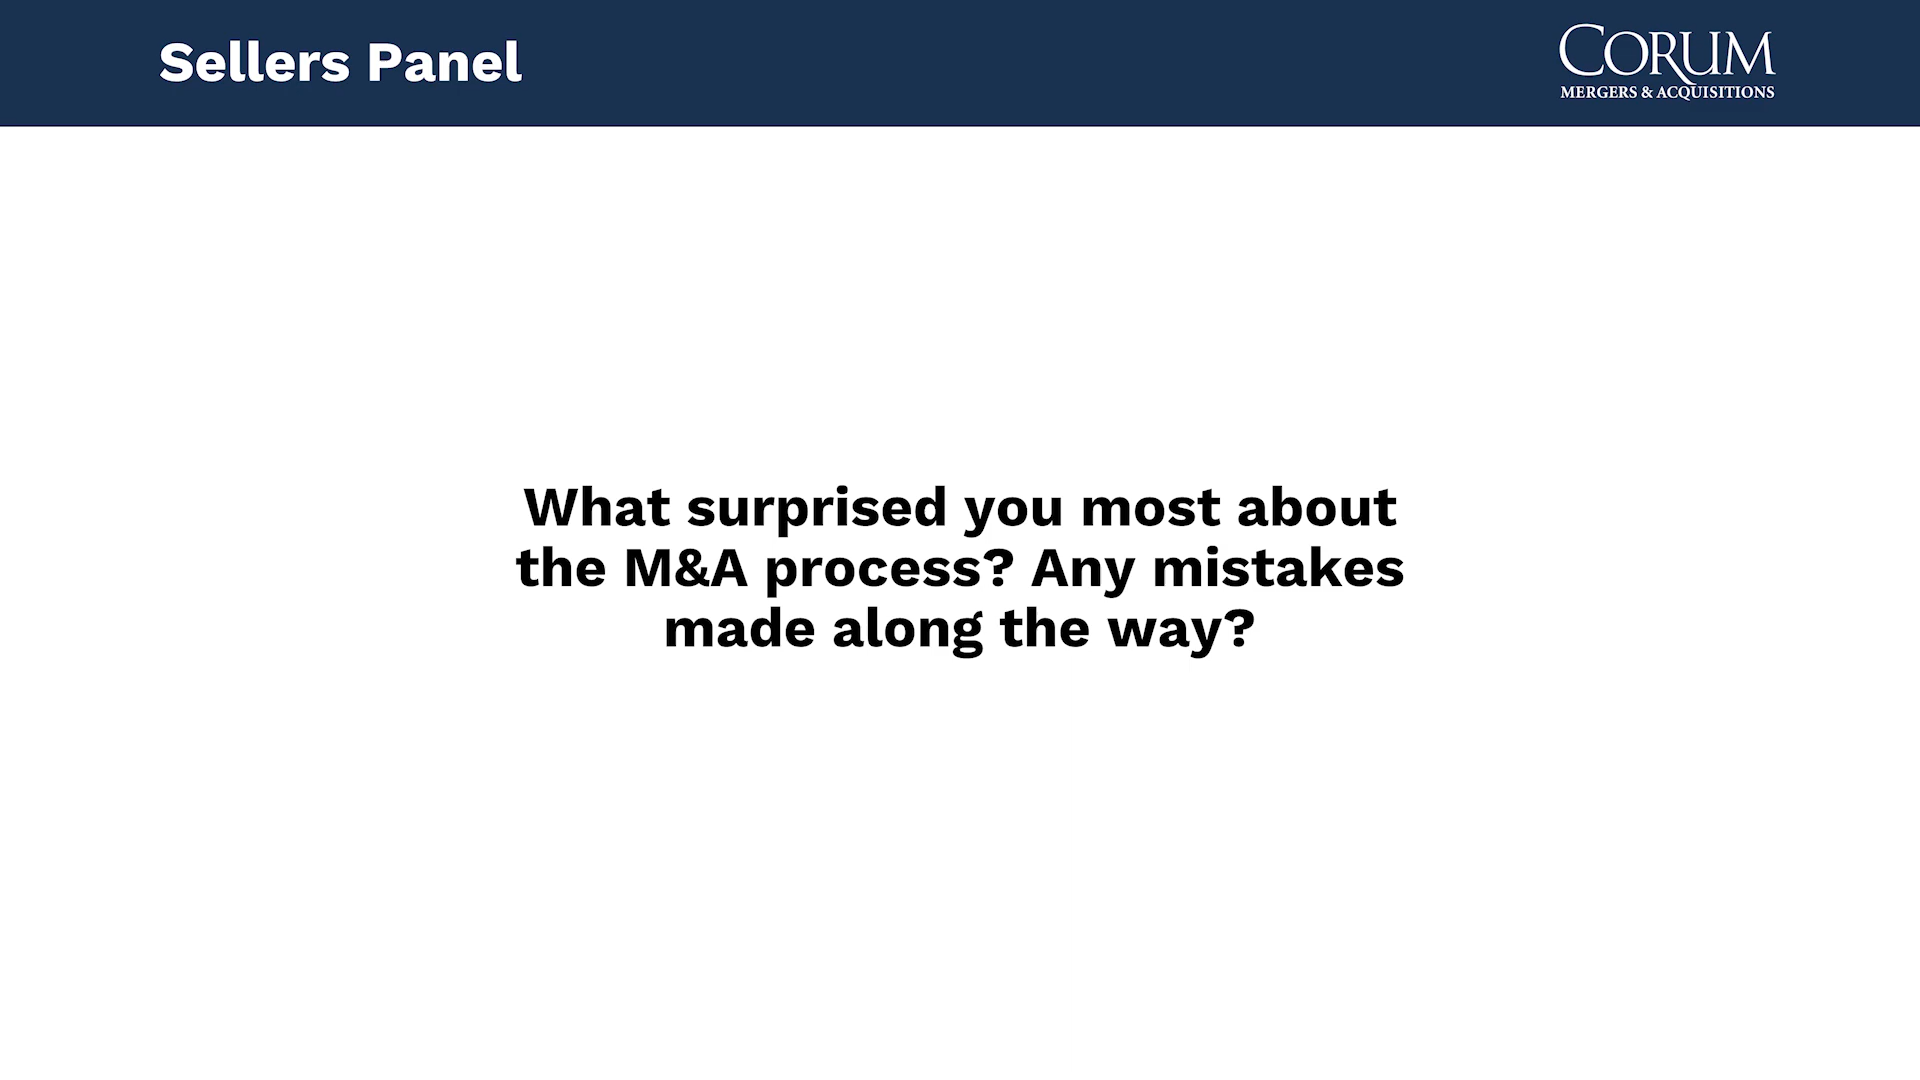 Sellers Panel
CORUM
MERGERS & ACQUISITIONS
What surprised you most about
the M&A process? Any mistakes
made along the way?